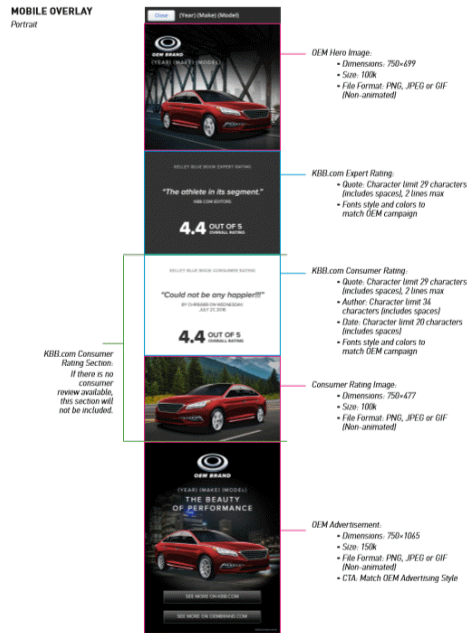 MOBILE OVERLAY
Portrait
Close
(Year) (Make) (Model)
OEM BRAND
(YEAR) (MAKE) (MODEL)
OEM Hero Image:
• Dimensions: 750×699
• Size: 100k
• File Format: PNG, JPEG or GIF
(Non-animated)
KELLEY BLUE BOOK EXPERT RATING
"The athlete in its segment."
KBB.COM EDITORS
4.4 OUT OF 5
OVERALL RATING
KBB.com Expert Rating:
• Quote: Character limit 29 characters
(includes spaces), 2 lines max
• Fonts style and colors to
match OEM campaign
KELLEY BLUE BOOK CONSUMER RATING
"Could not be any happier!!!"
BY CHRISABB ON WEDNESDAY,
JULY 27, 2016
4.4 OUT OF 5
OVERALL RATING
KBB.com Consumer Rating:
• Quote: Character limit 29 characters
(includes spaces), 2 lines max
• Author: Character limit 34
characters (includes spaces)
• Date: Character limit 20 characters
(includes spaces)
• Fonts style and colors to
match OEM campaign
KBB.com Consumer
Rating Section:
If there is no
consumer
review available,
this section will
not be included.
Consumer Rating Image:
• Dimensions: 750×477
• Size: 100k
• File Format: PNG, JPEG or GIF
(Non-animated)
OEM BRAND
(YEAR) (MAKE) (MODEL)
THE BEAUTY
OF PERFORMANCE
SEE MORE ON KBB.COM
SEE MORE ON OEMBRAND.COM
OEM Advertisement:
• Dimensions: 750×1065
• Size: 150k
• File Format: PNG, JPEG or GIF
(Non-animated)
• CTA: Match OEM Advertising Style